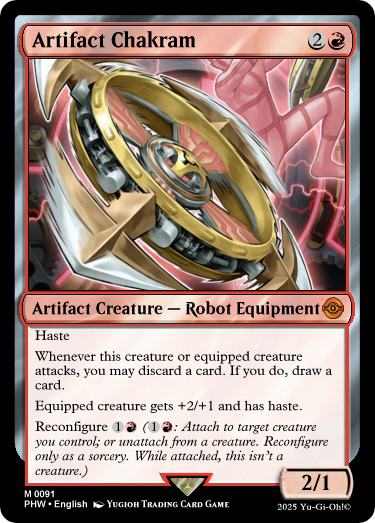 Artifact Chakram 2
Artifact Creature — Robot Equipment
Haste
Whenever this creature or equipped creature
attacks, you may discard a card. If you do, draw a
card.
Equipped creature gets +2/+1 and has haste.
Reconfigure 1 (1 : Attach to target creature
you control; or unattach from a creature. Reconfigure
only as a sorcery. While attached, this isn't a
creature.)
2/1
M 0091
PHW • English YUGIOH TRADING CARD GAME
2025 Yu-Gi-Oh!©